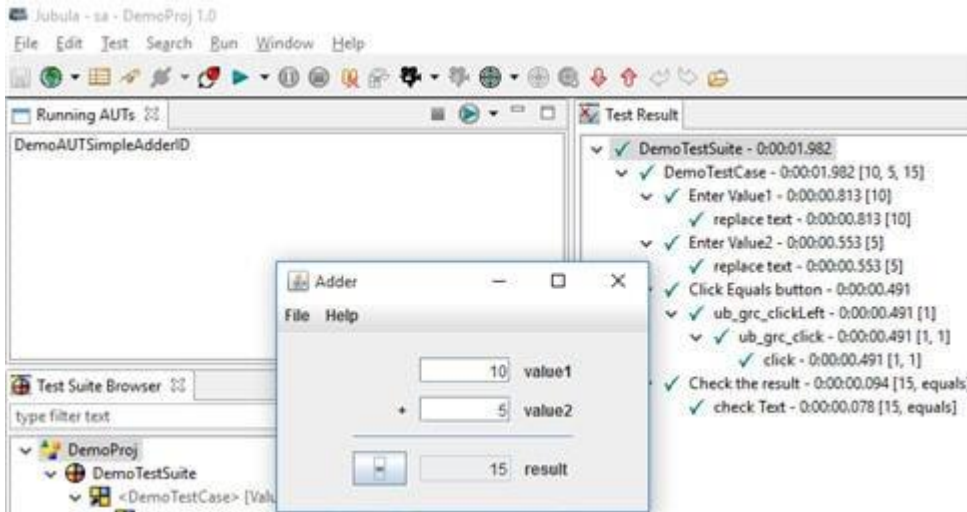 Jubula - sa - DemoProj 1.0
File Edit Test Search Run Window Help
Running AUTs
DemoAUTSimpleAdderID
Test Result
DemoTestSuite - 0:00:01.982
DemoTestCase - 0:00:01.982 [10, 5, 15]
Enter Value1 - 0:00:00.813 [10]
replace text - 0:00:00.813 [10]
Enter Value2 - 0:00:00.553 [5]
replace text - 0:00:00.553 [5]
Click Equals button - 0:00:00.491
ub_grc_clickLeft - 0:00:00.491 [1]
ub_grc_click - 0:00:00.491 [1, 1]
click - 0:00:00.491 [1, 1]
Check the result - 0:00:00.094 [15, equals]
check Text - 0:00:00.078 [15, equals]
Adder
File Help
10 value1
+ 5 value2
= 15 result
Test Suite Browser
type filter text
DemoProj
DemoTestSuite
<DemoTestCase> [Valu